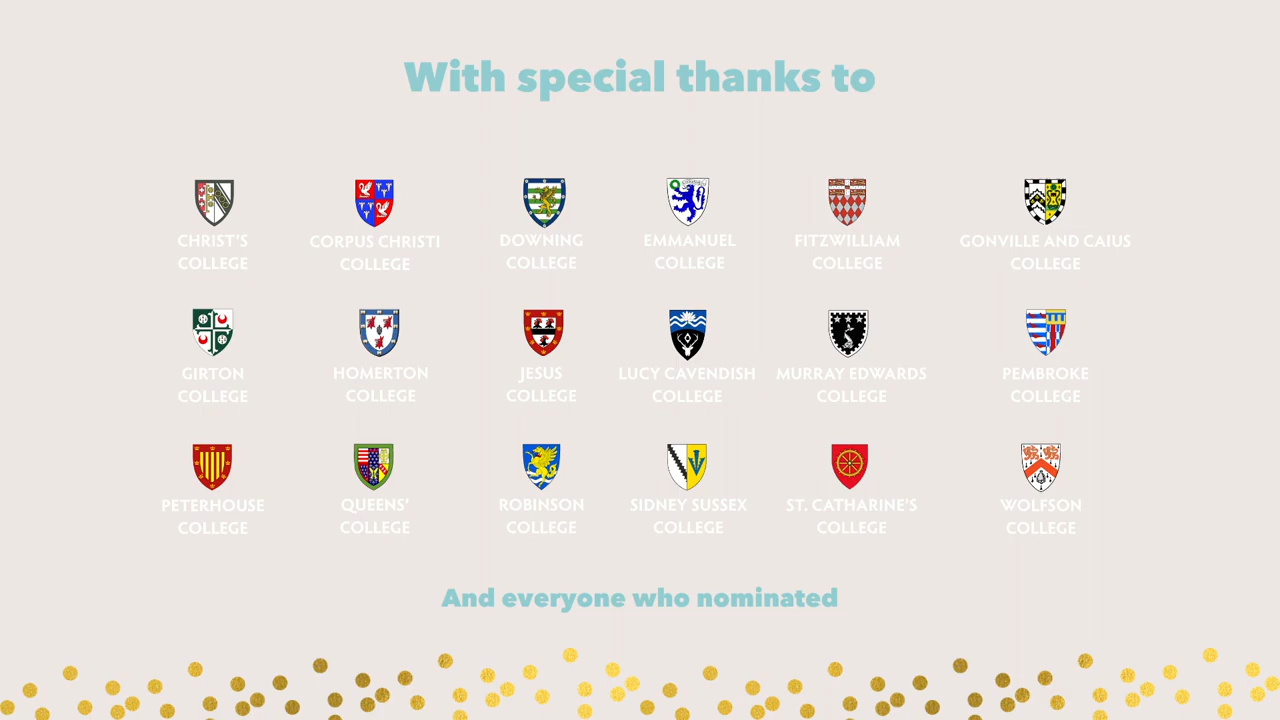 With special thanks to
CHRIST'S COLLEGE
CORPUS CHRISTI COLLEGE
DOWNING COLLEGE
EMMANUEL COLLEGE
FITZWILLIAM COLLEGE
GONVILLE AND CAIUS COLLEGE
GIRTON COLLEGE
HOMERTON COLLEGE
JESUS COLLEGE
LUCY CAVENDISH COLLEGE
MURRAY EDWARDS COLLEGE
PEMBROKE COLLEGE
PETERHOUSE COLLEGE
QUEENS' COLLEGE
ROBINSON COLLEGE
SIDNEY SUSSEX COLLEGE
ST. CATHARINE'S COLLEGE
WOLFSON COLLEGE
And everyone who nominated